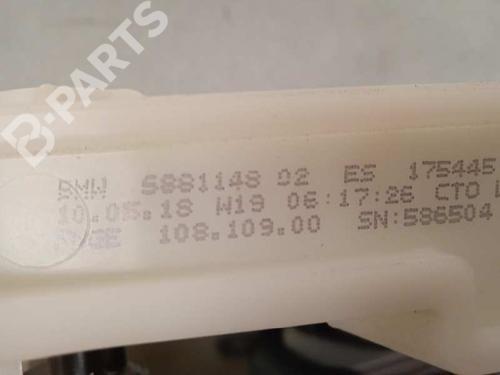 B-PARTS
BMW 5881148 02 ES 175445
10.05.18 W19 06:17:26 CTO
108.109.00 SN:586504